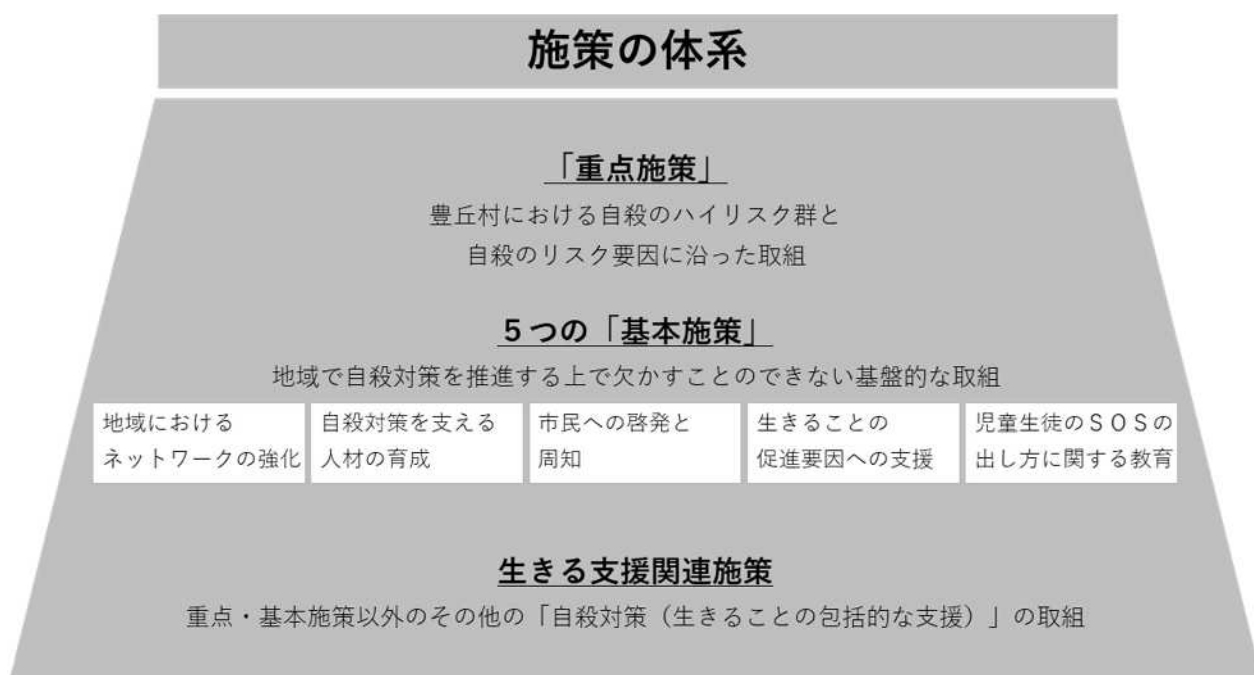 施策の体系
「重点施策」
豊丘村における自殺のハイリスク群と
自殺のリスク要因に沿った取組
５つの「基本施策」
地域で自殺対策を推進する上で欠かすことのできない基盤的な取組
地域における
ネットワークの強化
自殺対策を支える
人材の育成
市民への啓発と
周知
生きることの
促進要因への支援
児童生徒のＳＯＳの
出し方に関する教育
生きる支援関連施策
重点・基本施策以外のその他の「自殺対策（生きることの包括的な支援）」の取組